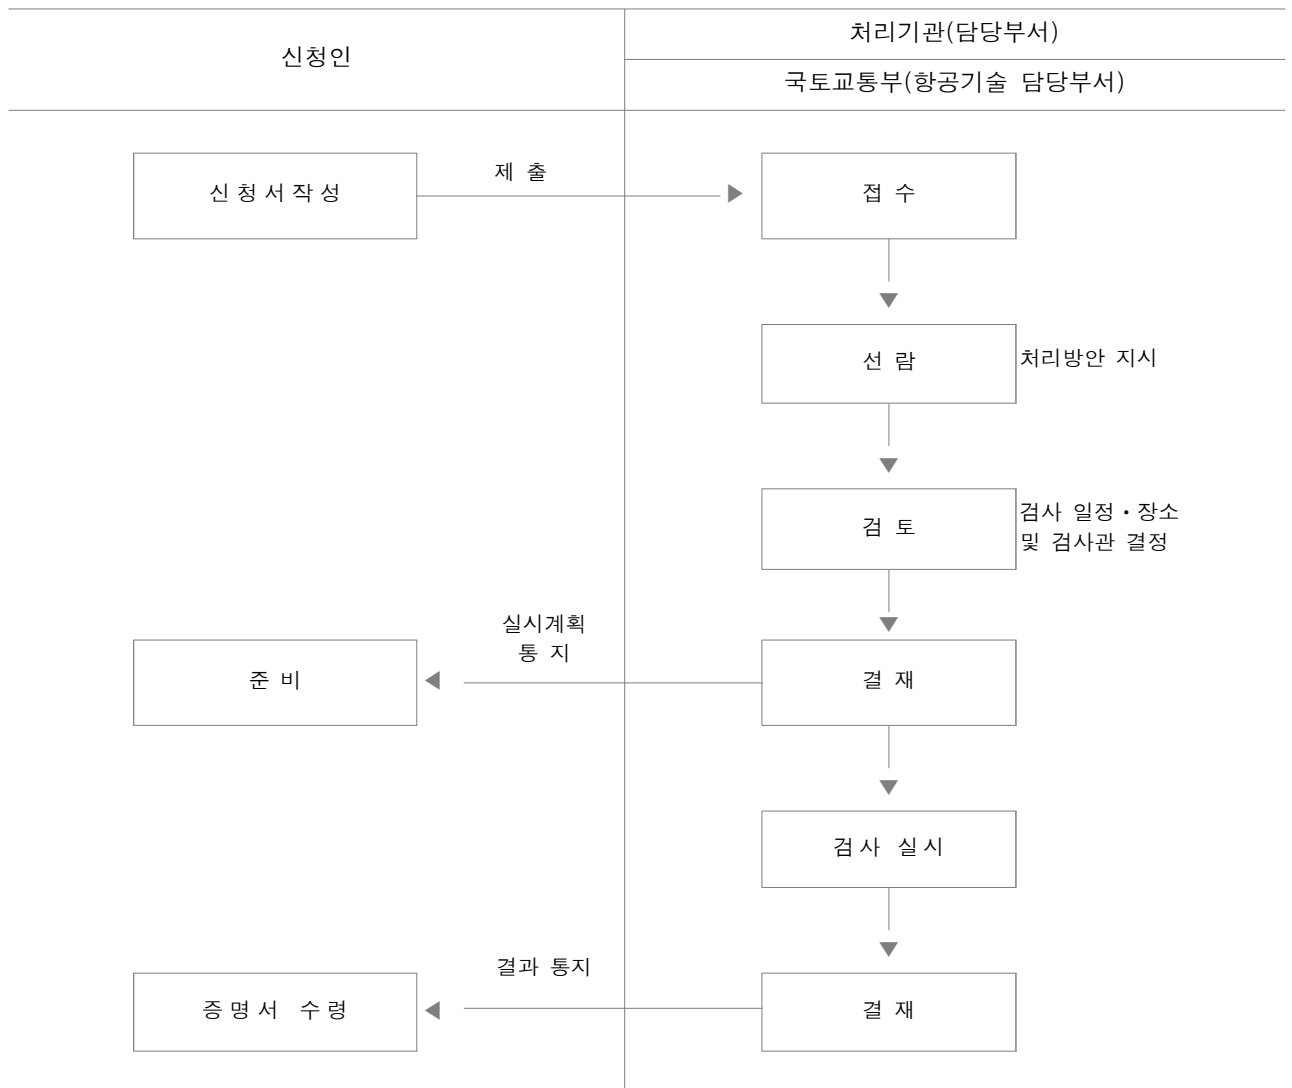 신청인
처리기관(담당부서)
국토교통부(항공기술 담당부서)
신청서작성
제 출
접 수
선 람
처리방안 지시
검 토
검사 일정·장소
및 검사관 결정
실시계획
통 지
준 비
결 재
검사 실시
결과 통지
증명서 수령
결 재